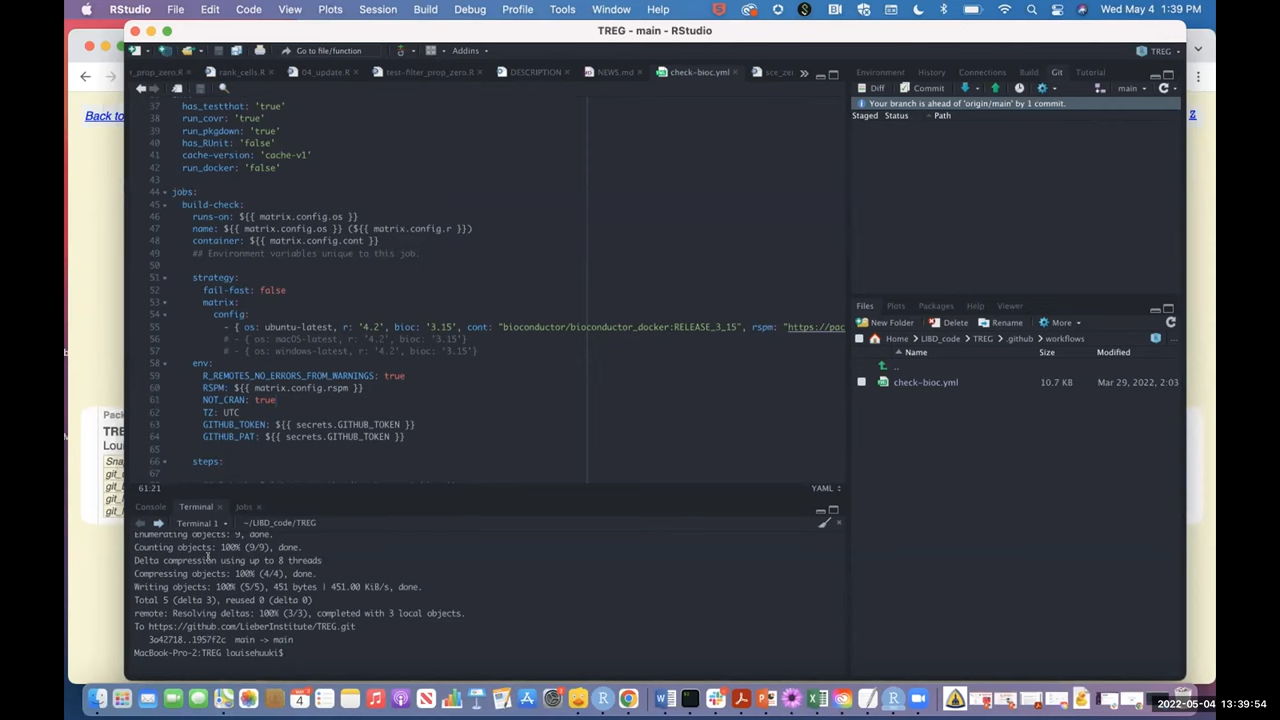 RStudio File Edit Code View Plots Session Build Debug Profile Tools Window Help
Wed May 4 1:39 PM
TREG - main - RStudio
Go to file/function
Addins
TREG
r_prop_zero.R
rank_cells.R
04_update.R
test-filter_prop_zero.R
DESCRIPTION
NEWS.md
check-bioc.yml
Environment History Connections Build Git Tutorial
Diff Commit main
Your branch is ahead of 'origin/main' by 1 commit.
Staged Status Path
Back to
37 has_testthat: 'true'
38 run_covr: 'true'
39 run_pkgdown: 'true'
40 has_RUnit: 'false'
41 cache-version: 'cache-v1'
42 run_docker: 'false'
43
44 jobs:
45 build-check:
46 runs-on: ${{ matrix.config.os }}
47 name: ${{ matrix.config.os }} (${{ matrix.config.r }})
48 container: ${{ matrix.config.cont }}
49 ## Environment variables unique to this job.
50
51 strategy:
52 fail-fast: false
53 matrix:
54 config:
55 - { os: ubuntu-latest, r: '4.2', bioc: '3.15', cont: "bioconductor/bioconductor_docker:RELEASE_3_15", rspm: "https://pac
56 # - { os: macOS-latest, r: '4.2', bioc: '3.15'}
57 # - { os: windows-latest, r: '4.2', bioc: '3.15'}
58 env:
59 R_REMOTES_NO_ERRORS_FROM_WARNINGS: true
60 RSPM: ${{ matrix.config.rspm }}
61 NOT_CRAN: true
62 TZ: UTC
63 GITHUB_TOKEN: ${{ secrets.GITHUB_TOKEN }}
64 GITHUB_PAT: ${{ secrets.GITHUB_TOKEN }}
65
66 steps:
67
61:21
YAML
Files Plots Packages Help Viewer
New Folder Delete Rename More
Home LIBD_code TREG .github workflows
Name Size Modified
..
check-bioc.yml 10.7 KB Mar 29, 2022, 2:03
Console Terminal Jobs
Terminal 1 ~/LIBD_code/TREG
Enumerating objects: 9, done.
Counting objects: 100% (9/9), done.
Delta compression using up to 8 threads
Compressing objects: 100% (4/4), done.
Writing objects: 100% (5/5), 451 bytes | 451.00 KiB/s, done.
Total 5 (delta 3), reused 0 (delta 0)
remote: Resolving deltas: 100% (3/3), completed with 3 local objects.
To https://github.com/LieberInstitute/TREG.git
3a42718..1957f2c main -> main
MacBook-Pro-2:TREG louisehuuki$
Pack
TRE
Lou
2022-05-04 13:39:54